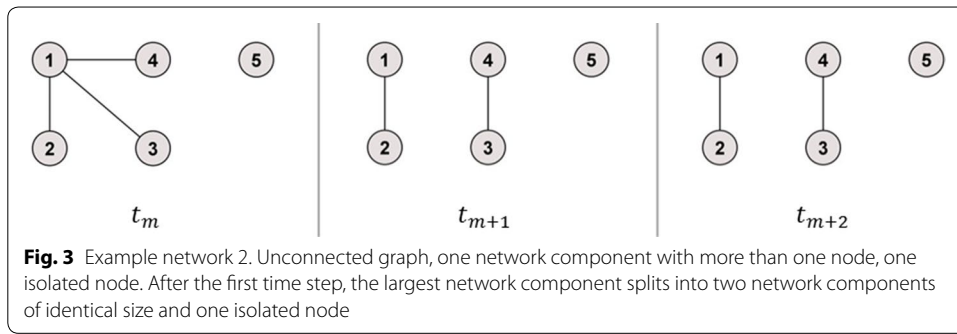 1 4 5 1 4 5 1 4 5
2 3 2 3 2 3
t_m t_{m+1} t_{m+2}
Fig. 3 Example network 2. Unconnected graph, one network component with more than one node, one
isolated node. After the first time step, the largest network component splits into two network components
of identical size and one isolated node